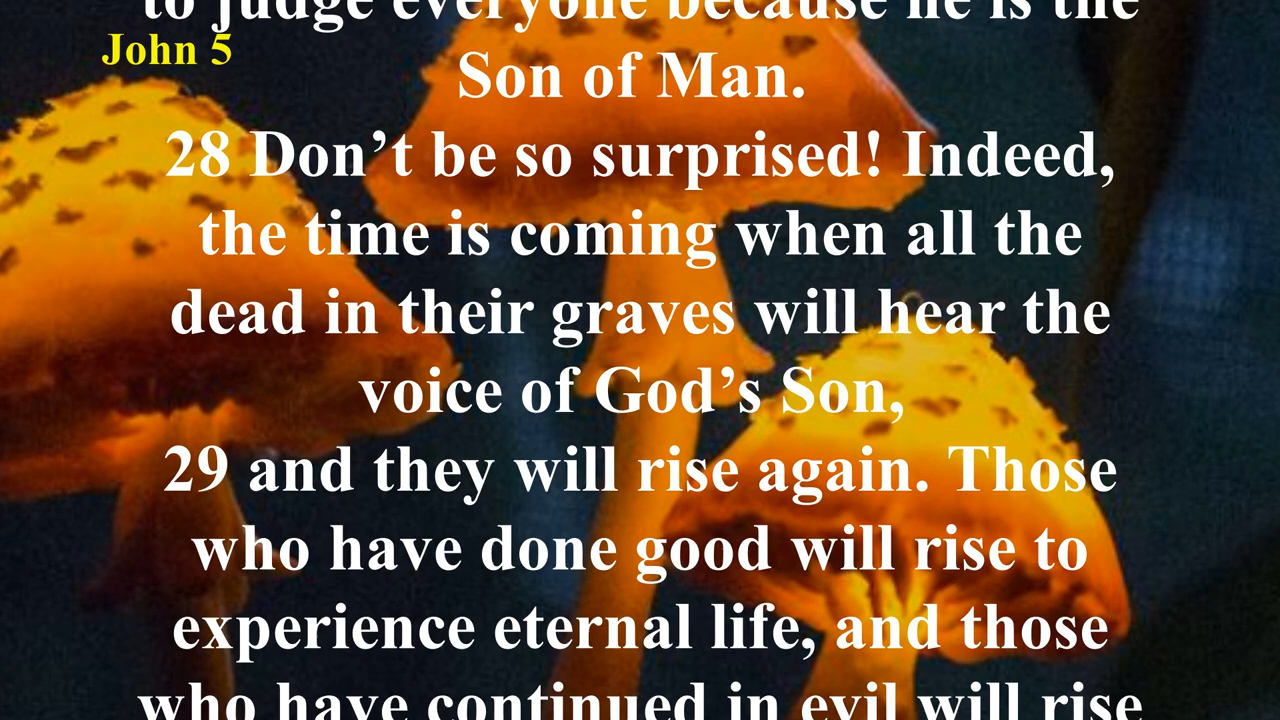 to judge everyone because he is the
John 5
Son of Man.
28 Don’t be so surprised! Indeed,
the time is coming when all the
dead in their graves will hear the
voice of God’s Son,
29 and they will rise again. Those
who have done good will rise to
experience eternal life, and those
who have continued in evil will rise